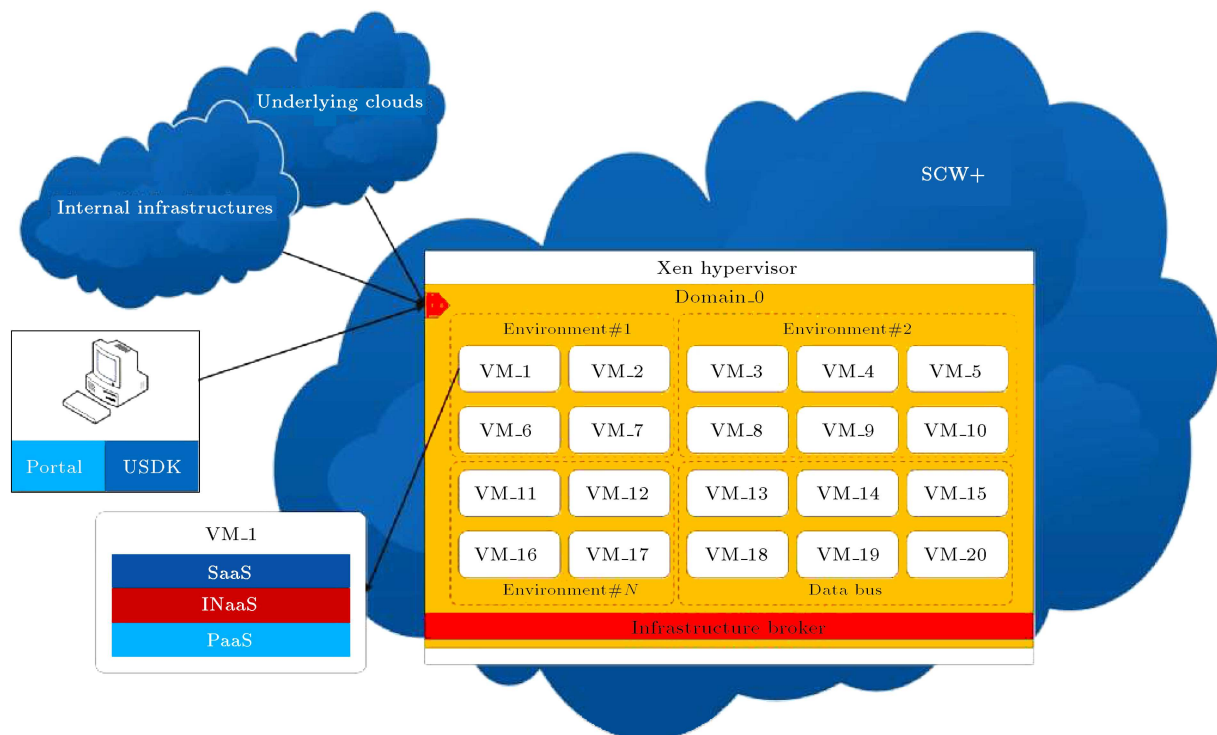 Underlying clouds
Internal infrastructures
SCW+
Xen hypervisor
Domain_0
Environment#1
Environment#2
VM_1
VM_2
VM_3
VM_4
VM_5
VM_6
VM_7
VM_8
VM_9
VM_10
VM_11
VM_12
VM_13
VM_14
VM_15
VM_16
VM_17
VM_18
VM_19
VM_20
Environment#N
Data bus
Infrastructure broker
Portal
USDK
VM_1
SaaS
INaaS
PaaS